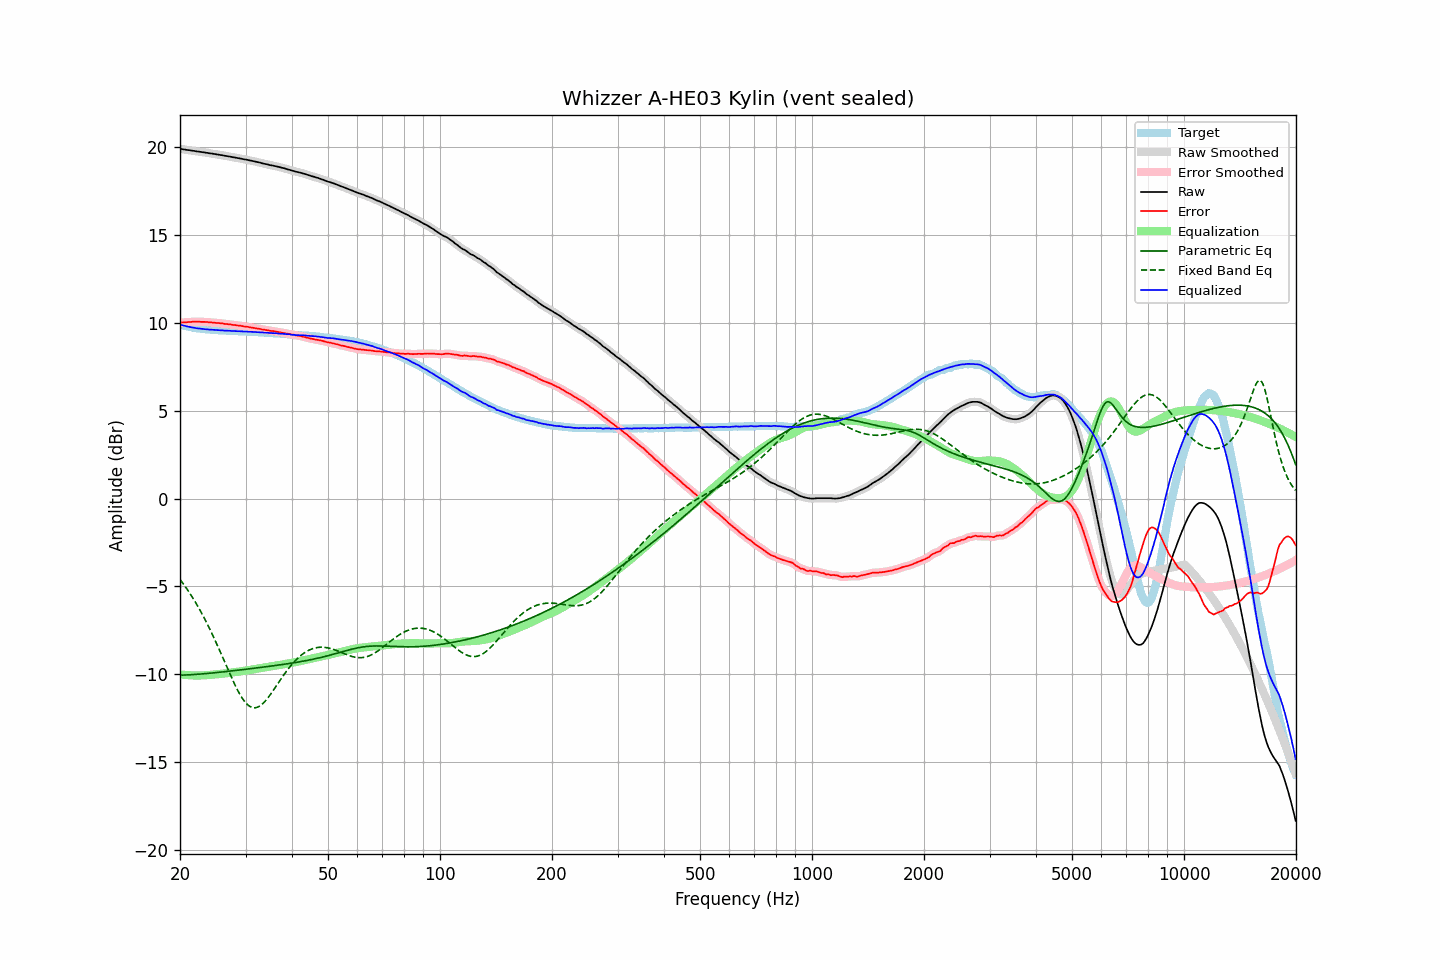 Whizzer A-HE03 Kylin (vent sealed)
Target
Raw Smoothed
Error Smoothed
Raw
Error
Equalization
Parametric Eq
Fixed Band Eq
Equalized
Amplitude (dBr)
20
15
10
5
0
−5
−10
−15
−20
20 50 100 200 500 1000 2000 5000 10000 20000
Frequency (Hz)